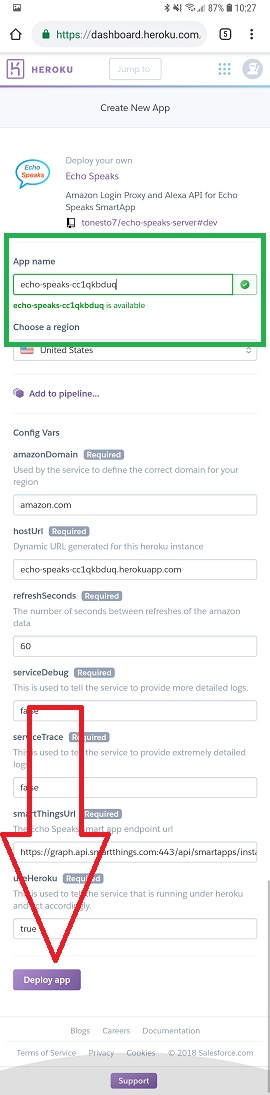 87% 10:27
https://dashboard.heroku.com, 5
HEROKU Jump to
Create New App
Echo
Speaks
Deploy your own
Echo Speaks
Amazon Login Proxy and Alexa API for Echo
Speaks SmartApp
tonesto7/echo-speaks-server#dev
App name
echo-speaks-cc1qkbduq
echo-speaks-cc1qkbduq is available
Choose a region
United States
Add to pipeline...
Config Vars
amazonDomain Required
Used by the service to define the correct domain for your
region
amazon.com
hostUrl Required
Dynamic URL generated for this heroku instance
echo-speaks-cc1qkbduq.herokuapp.com
refreshSeconds Required
The number of seconds between refreshes of the amazon
data
60
serviceDebug Required
This is used to tell the service to provide more detailed logs.
false
serviceTrace Required
This is used to tell the service to provide extremely detailed
logs
false
smartThingsUrl Required
The Echo Speaks smart app endpoint url
https://graph.api.smartthings.com:443/api/smartapps/insta
useHeroku Required
This is used to tell the service that is running under heroku
and act accordingly.
true
Deploy app
Blogs Careers Documentation
Terms of Service Privacy Cookies © 2018 Salesforce.com
Support